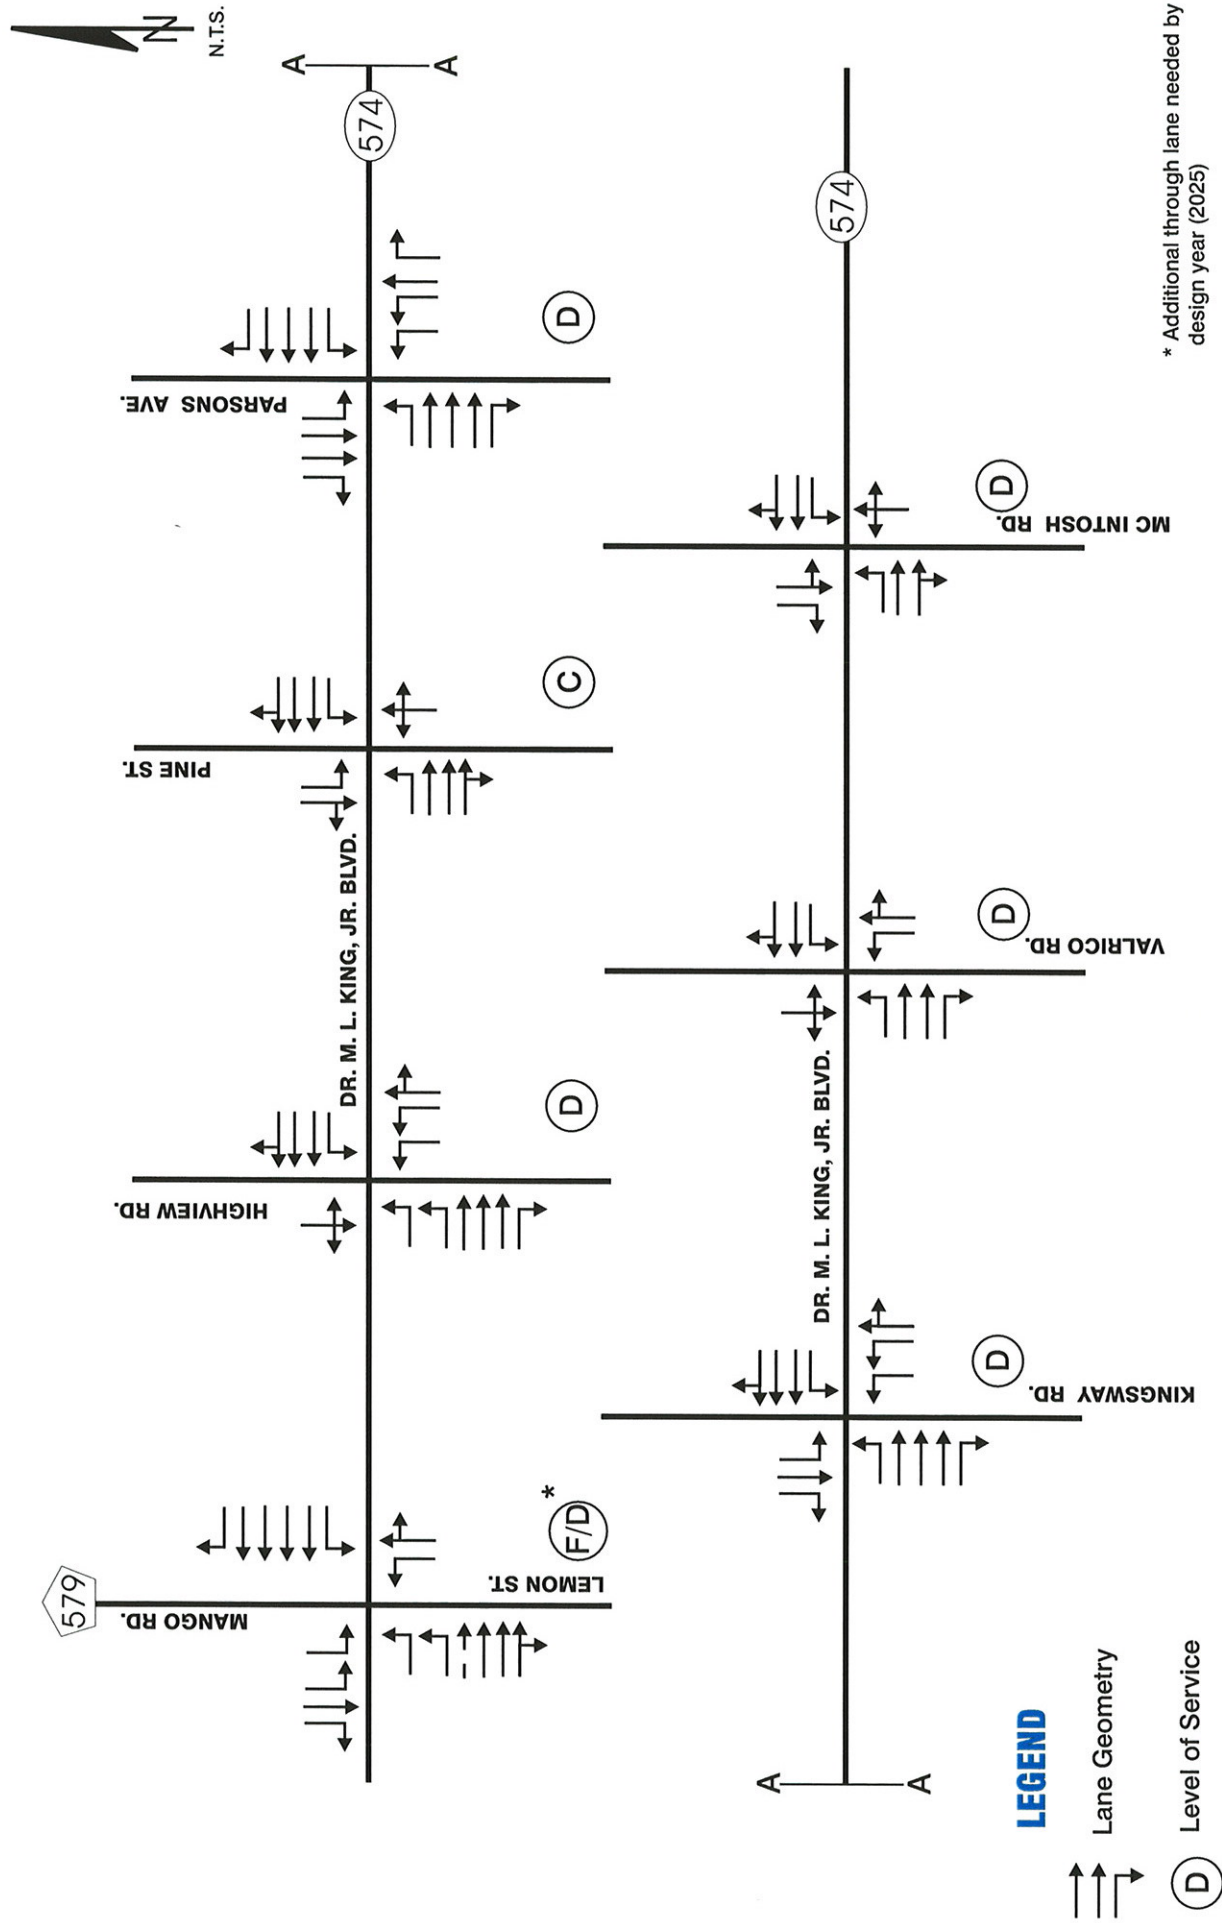 N
N.T.S.
A
A
574
579
MANGO RD.
LEMON ST.
F/D
*
HIGHVIEW RD.
D
DR. M. L. KING, JR. BLVD.
PINE ST.
C
PARSONS AVE.
D
A
A
KINGSWAY RD.
D
DR. M. L. KING, JR. BLVD.
VALRICO RD.
D
MC INTOSH RD.
D
574
LEGEND
Lane Geometry
D
Level of Service
* Additional through lane needed by
design year (2025)